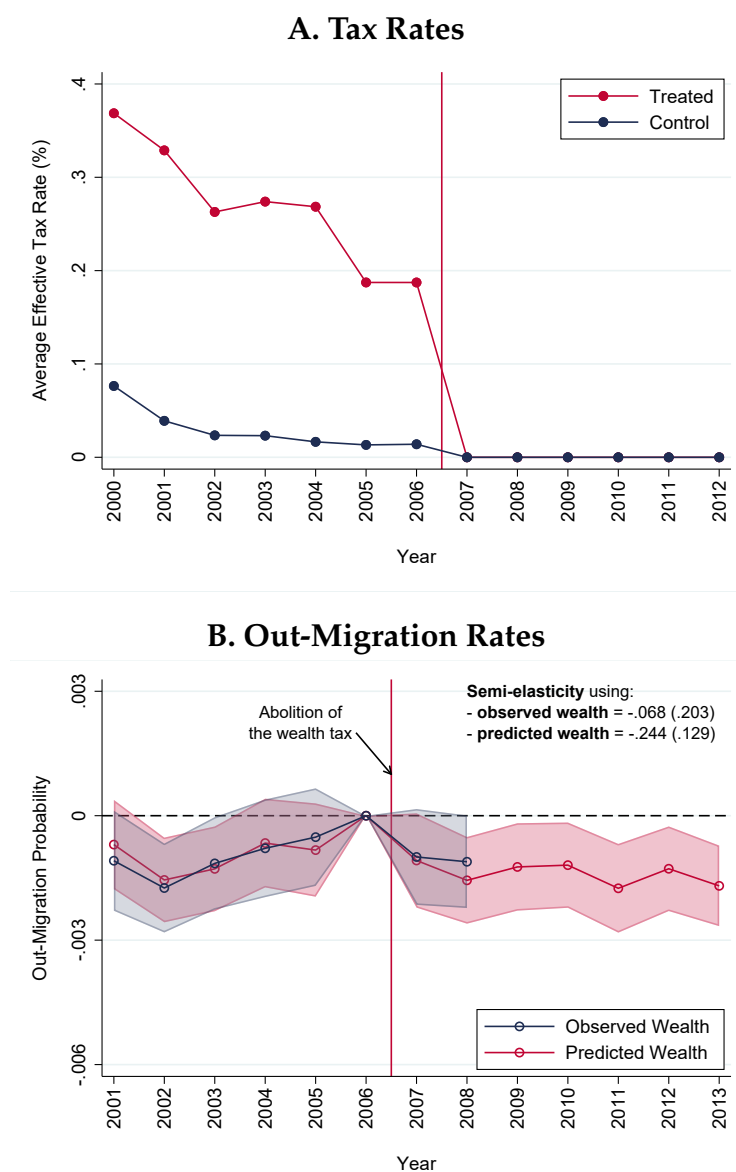 A. Tax Rates
.4
.3
.2
.1
0
Average Effective Tax Rate (%)
Treated
Control
2000
2001
2002
2003
2004
2005
2006
2007
2008
2009
2010
2011
2012
Year
B. Out-Migration Rates
.003
0
-.003
-.006
Out-Migration Probability
Abolition of
the wealth tax
Semi-elasticity using:
- observed wealth = -.068 (.203)
- predicted wealth = -.244 (.129)
Observed Wealth
Predicted Wealth
2001
2002
2003
2004
2005
2006
2007
2008
2009
2010
2011
2012
2013
Year